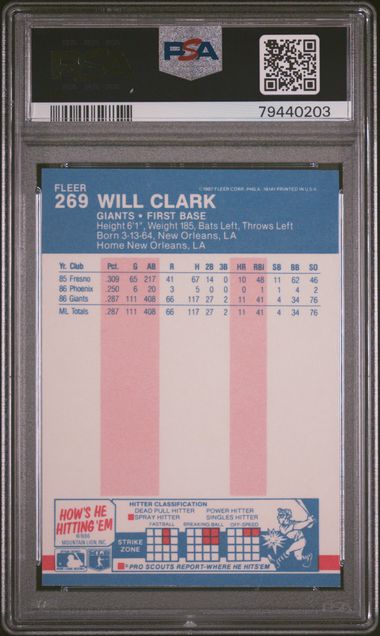 PSA
79440203
FLEER
269 WILL CLARK
©1987 FLEER CORP., PHILA., 19141 PRINTED IN U.S.A.
GIANTS • FIRST BASE
Height 6'1", Weight 185, Bats Left, Throws Left
Born 3-13-64, New Orleans, LA
Home New Orleans, LA
Yr. Club Pct. G AB R H 2B 3B HR RBI SB BB SO
85 Fresno .309 65 217 41 67 14 0 10 48 11 62 46
86 Phoenix .250 6 20 3 5 0 0 0 1 1 4 2
86 Giants .287 111 408 66 117 27 2 11 41 4 34 76
ML Totals .287 111 408 66 117 27 2 11 41 4 34 76
HOW'S HE
HITTING 'EM
©1986
MOUNTAIN LION, INC.
HITTER CLASSIFICATION
DEAD PULL HITTER POWER HITTER
SPRAY HITTER SINGLES HITTER
FASTBALL BREAKING BALL OFF-SPEED
STRIKE
ZONE
PRO SCOUTS REPORT-WHERE HE HITS 'EM